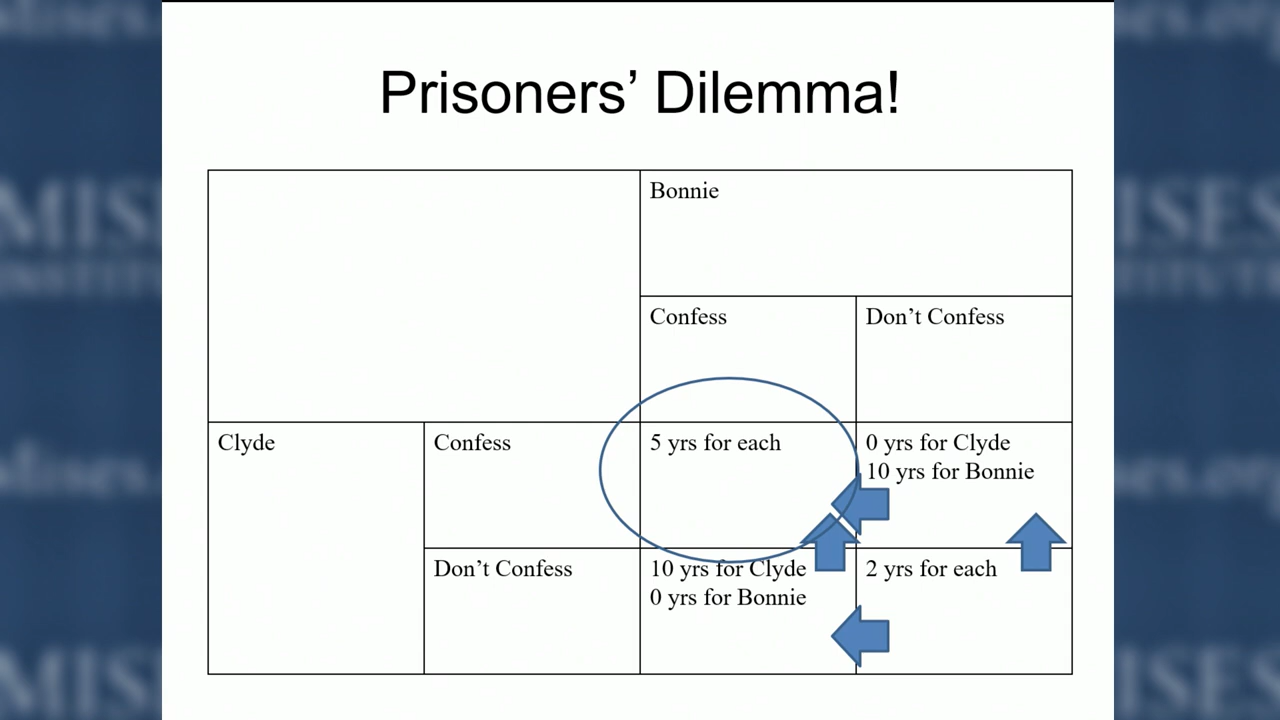 Prisoners’ Dilemma!
Bonnie
Confess
Don’t Confess
Clyde
Confess
5 yrs for each
0 yrs for Clyde
10 yrs for Bonnie
Don’t Confess
10 yrs for Clyde
0 yrs for Bonnie
2 yrs for each